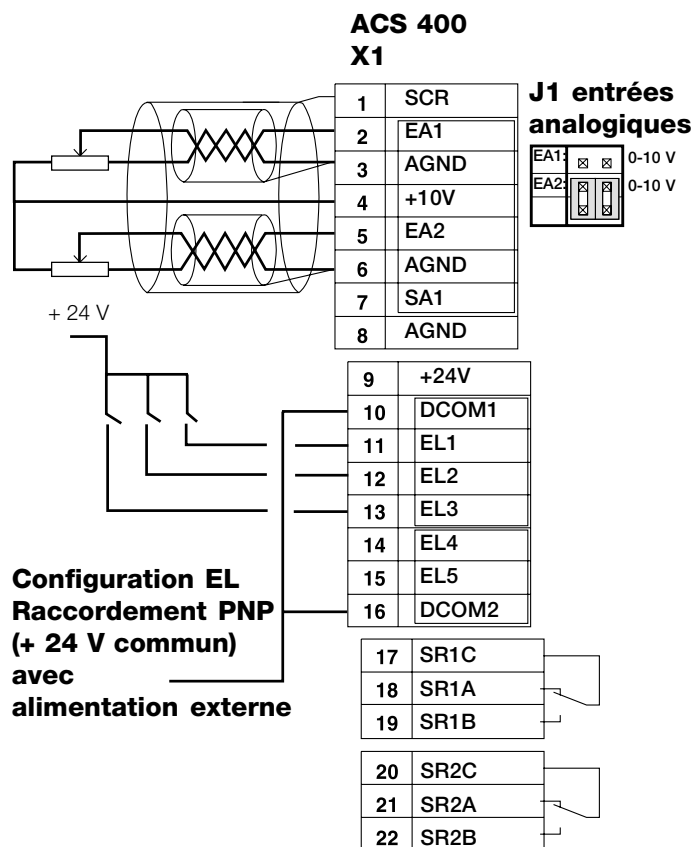 ACS 400
X1
1 SCR
2 EA1
3 AGND
4 +10V
5 EA2
6 AGND
7 SA1
8 AGND
J1 entrées
analogiques
EA1: 0-10 V
EA2: 0-10 V
+ 24 V
9 +24V
10 DCOM1
11 EL1
12 EL2
13 EL3
14 EL4
15 EL5
16 DCOM2
Configuration EL
Raccordement PNP
(+ 24 V commun)
avec
alimentation externe
17 SR1C
18 SR1A
19 SR1B
20 SR2C
21 SR2A
22 SR2B